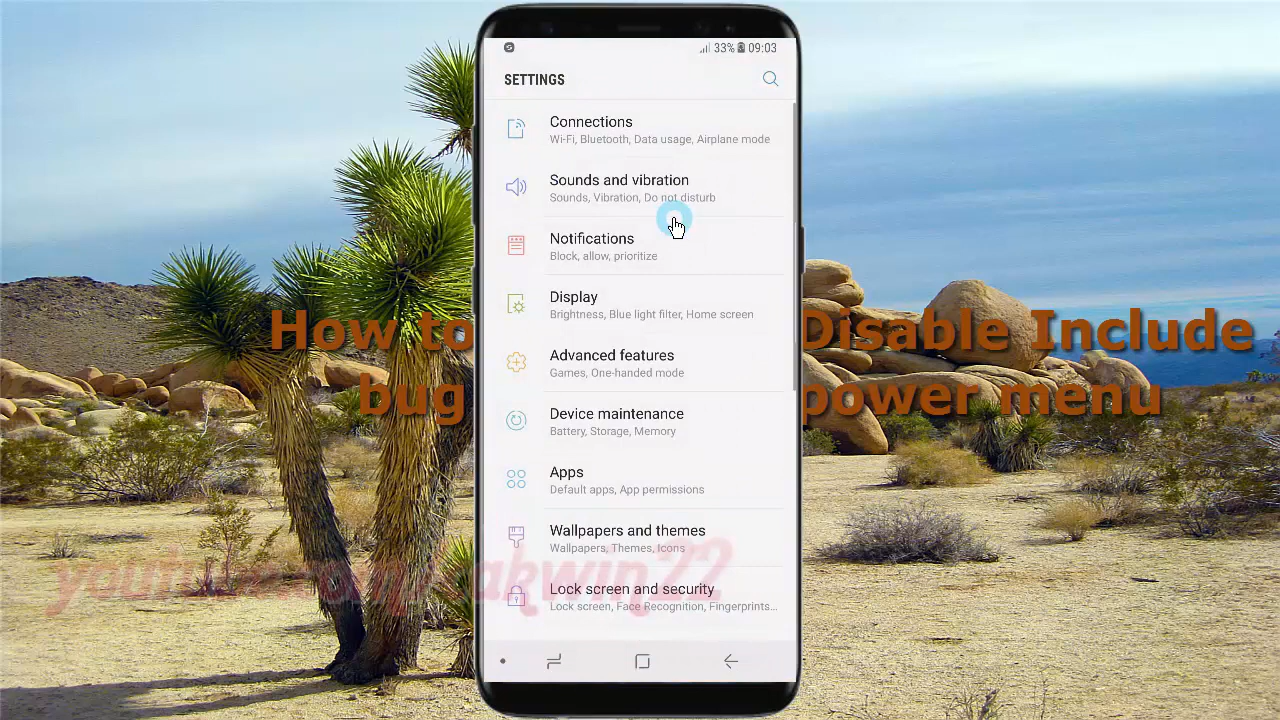 33% 09:03
SETTINGS
Connections
Wi-Fi, Bluetooth, Data usage, Airplane mode
Sounds and vibration
Sounds, Vibration, Do not disturb
Notifications
Block, allow, prioritize
Display
Brightness, Blue light filter, Home screen
How to Disable Include
Advanced features
Games, One-handed mode
bug power menu
Device maintenance
Battery, Storage, Memory
Apps
Default apps, App permissions
Wallpapers and themes
Wallpapers, Themes, Icons
Lock screen and security
Lock screen, Face Recognition, Fingerprints...